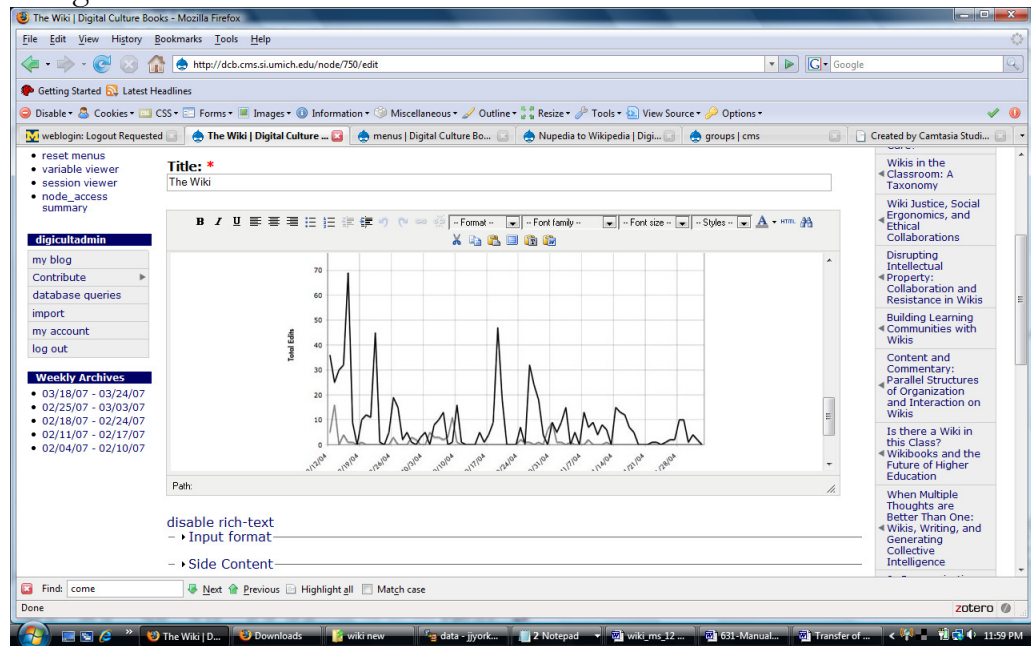 The Wiki | Digital Culture Books - Mozilla Firefox
File Edit View History Bookmarks Tools Help
http://dcb.cms.si.umich.edu/node/750/edit
Google
Getting Started Latest Headlines
Disable Cookies CSS Forms Images Information Miscellaneous Outline Resize Tools View Source Options
weblogin: Logout Requested The Wiki | Digital Culture ... menus | Digital Culture Bo... Nupedia to Wikipedia | Digi... groups | cms Created by Camtasia Studi...
reset menus
variable viewer
session viewer
node_access
summary
digicultadmin
my blog
Contribute
database queries
import
my account
log out
Weekly Archives
03/18/07 - 03/24/07
02/25/07 - 03/03/07
02/18/07 - 02/24/07
02/11/07 - 02/17/07
02/04/07 - 02/10/07
Title: *
The Wiki
B I U -- Format -- -- Font family -- -- Font size -- -- Styles -- A HTML
Total Edits
70
60
50
40
30
20
10
0
Path:
disable rich-text
Input format
Side Content
Wikis in the
Classroom: A
Taxonomy
Wiki Justice, Social
Ergonomics, and
Ethical
Collaborations
Disrupting
Intellectual
Property:
Collaboration and
Resistance in Wikis
Building Learning
Communities with
Wikis
Content and
Commentary:
Parallel Structures
of Organization
and Interaction on
Wikis
Is there a Wiki in
this Class?
Wikibooks and the
Future of Higher
Education
When Multiple
Thoughts are
Better Than One:
Wikis, Writing, and
Generating
Collective
Intelligence
Find: come Next Previous Highlight all Match case
Done
zotero
The Wiki | D... Downloads wiki new data - jjyork... 2 Notepad wiki_ms_12 ... 631-Manual... Transfer of ... 11:59 PM